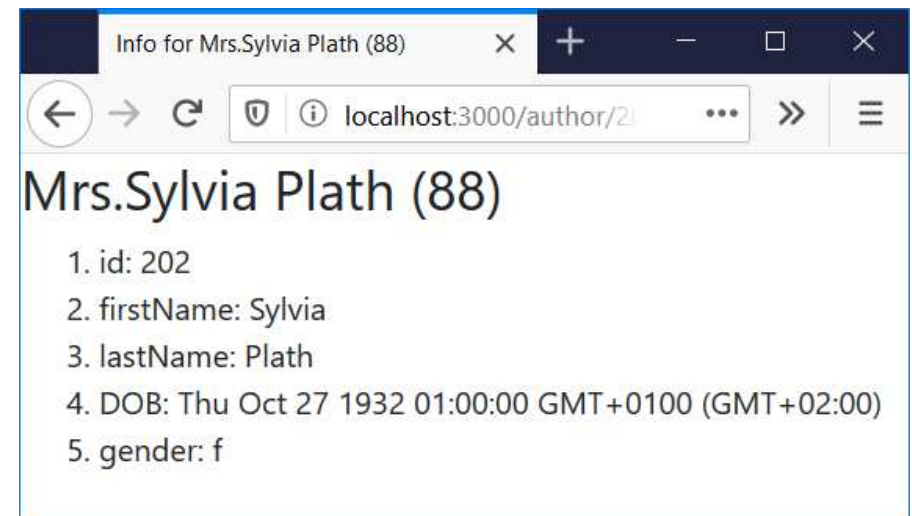 Info for Mrs.Sylvia Plath (88)
localhost:3000/author/2
Mrs.Sylvia Plath (88)
1. id: 202
2. firstName: Sylvia
3. lastName: Plath
4. DOB: Thu Oct 27 1932 01:00:00 GMT+0100 (GMT+02:00)
5. gender: f